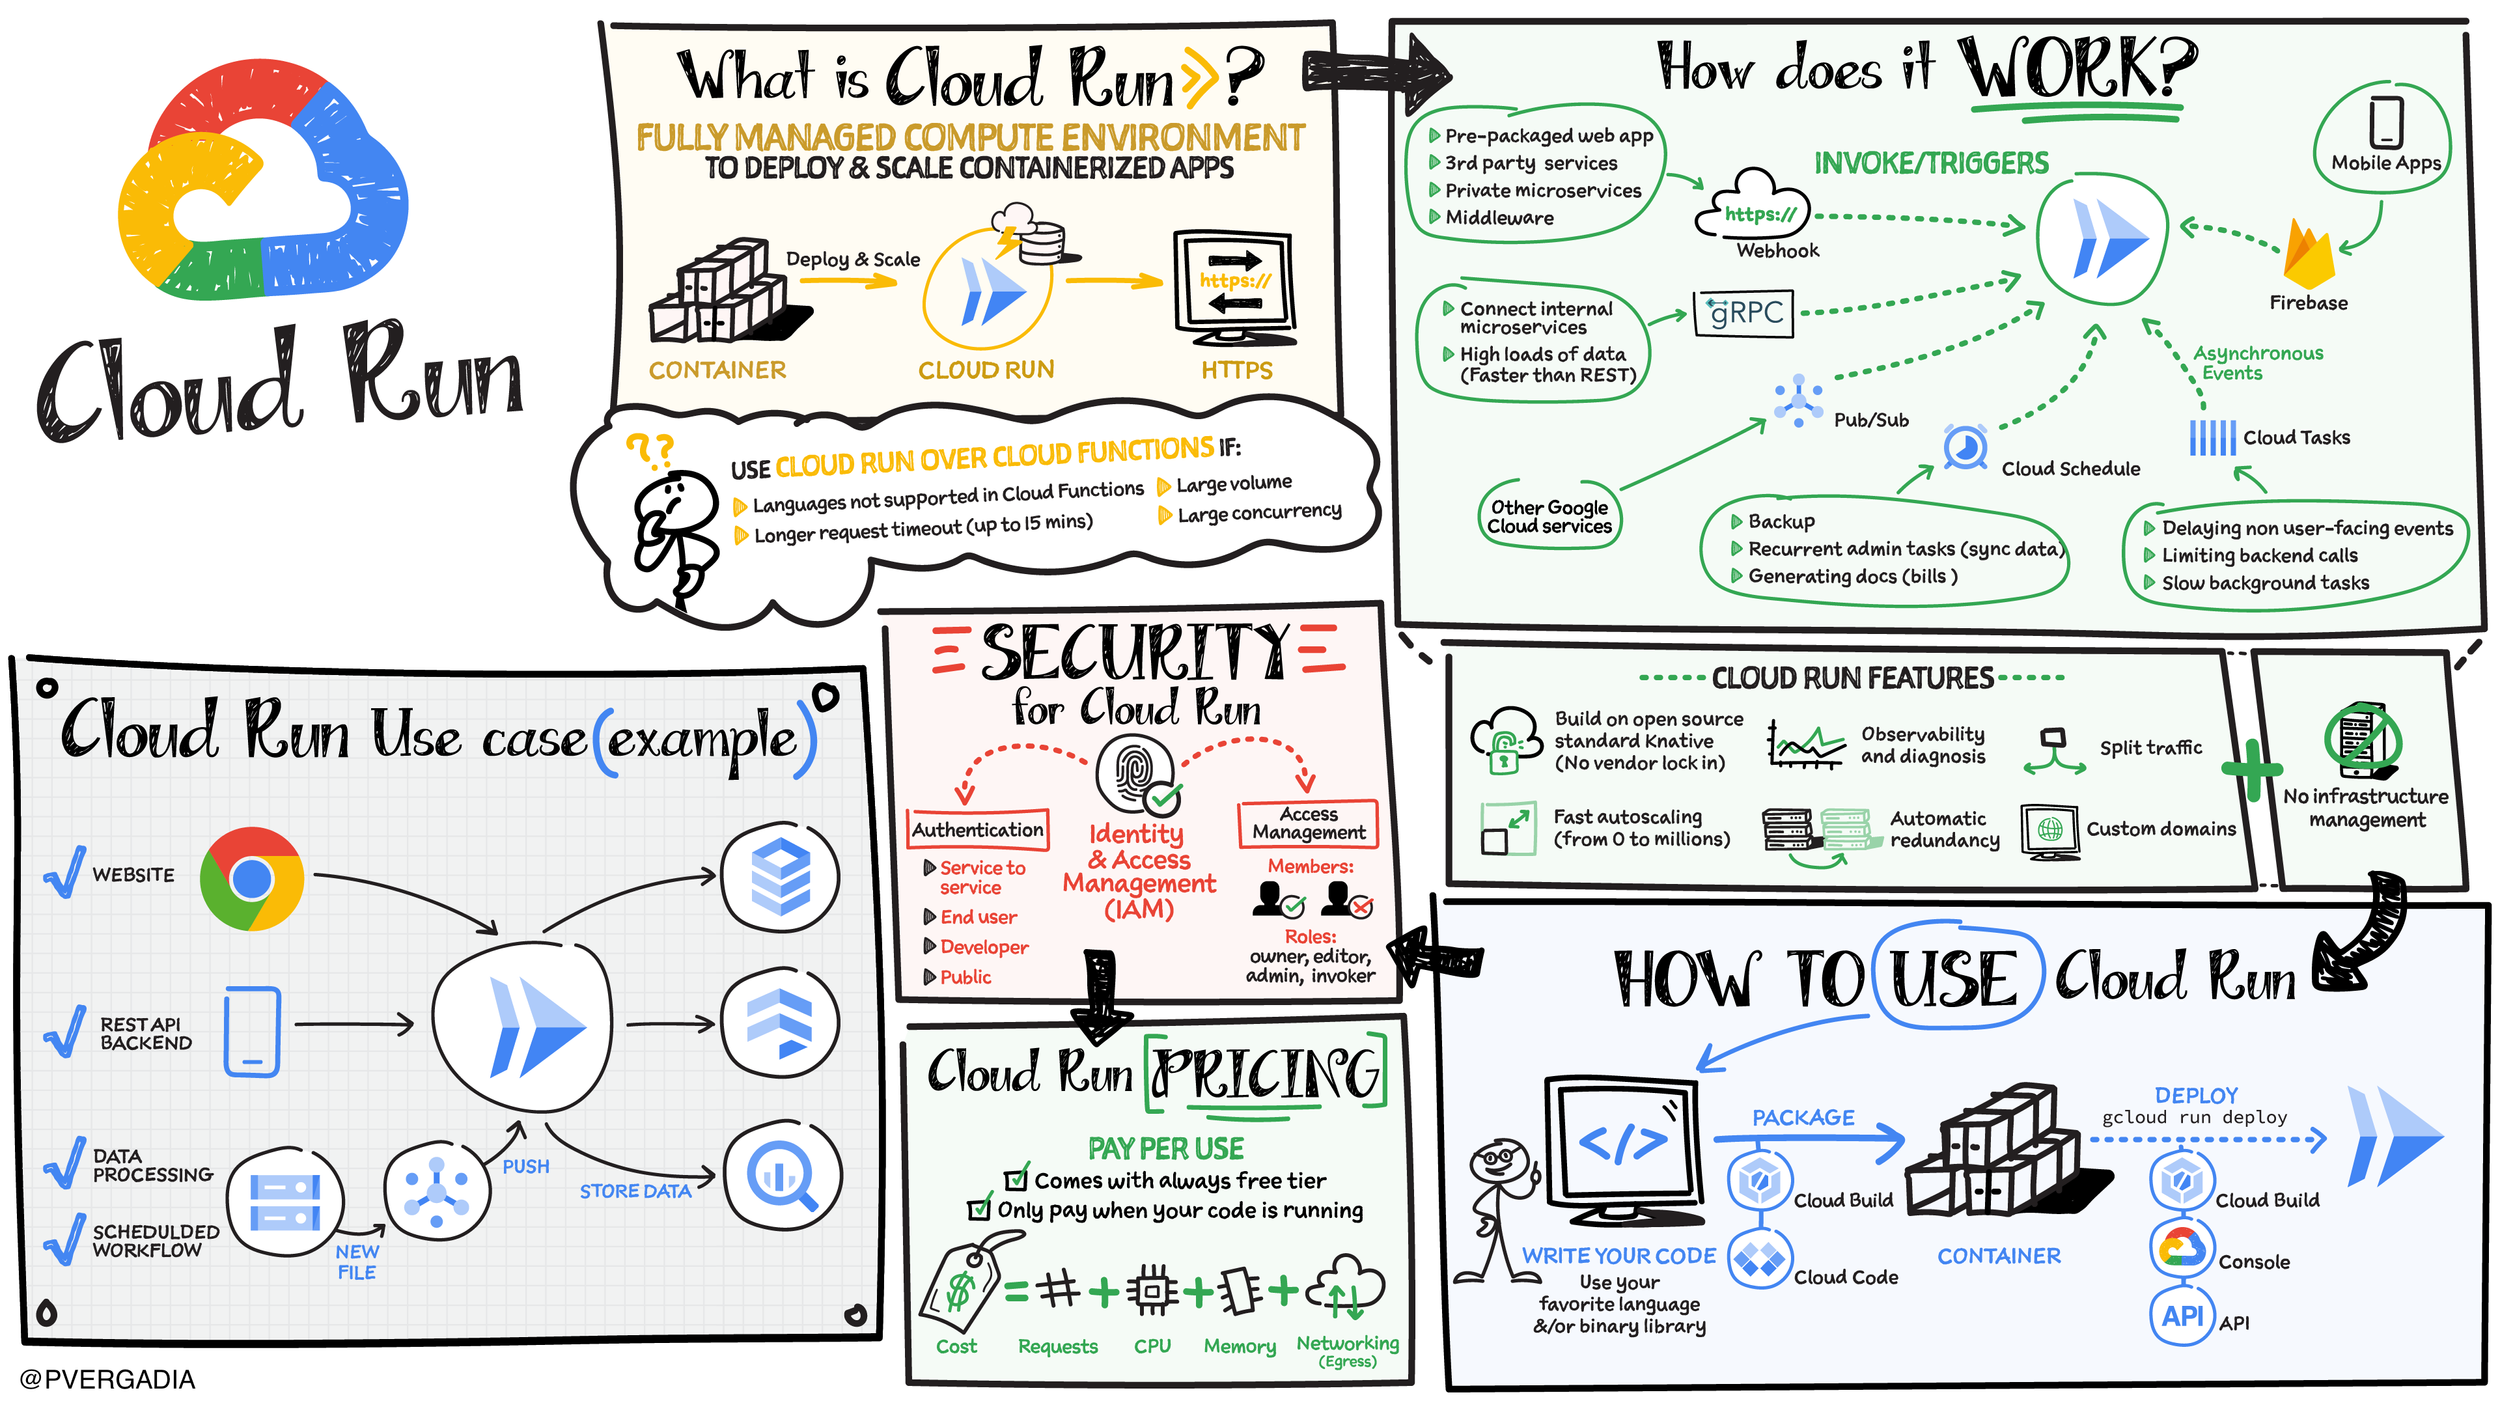 Cloud Run
What is Cloud Run ?
FULLY MANAGED COMPUTE ENVIRONMENT
TO DEPLOY & SCALE CONTAINERIZED APPS
Deploy & Scale
https://
CONTAINER
CLOUD RUN
HTTPS
??
USE CLOUD RUN OVER CLOUD FUNCTIONS IF:
Languages not supported in Cloud Functions
Longer request timeout (up to 15 mins)
Large volume
Large concurrency
How does it WORK?
Pre-packaged web app
3rd party services
Private microservices
Middleware
INVOKE/TRIGGERS
https://
Webhook
Mobile Apps
Firebase
Connect internal
microservices
High loads of data
(Faster than REST)
gRPC
Asynchronous
Events
Pub/Sub
Cloud Schedule
Cloud Tasks
Other Google
Cloud services
Backup
Recurrent admin tasks (sync data)
Generating docs (bills )
Delaying non user-facing events
Limiting backend calls
Slow background tasks
CLOUD RUN FEATURES
Build on open source
standard Knative
(No vendor lock in)
Observability
and diagnosis
Split traffic
Fast autoscaling
(from 0 to millions)
Automatic
redundancy
Custom domains
+
No infrastructure
management
HOW TO USE Cloud Run
</>
WRITE YOUR CODE
Use your
favorite language
&/or binary library
PACKAGE
Cloud Build
Cloud Code
CONTAINER
DEPLOY
gcloud run deploy
Cloud Build
Console
API
API
SECURITY
for Cloud Run
Authentication
Service to
service
End user
Developer
Public
Identity
& Access
Management
(IAM)
Access
Management
Members:
Roles:
owner, editor,
admin, invoker
Cloud Run [PRICING]
PAY PER USE
Comes with always free tier
Only pay when your code is running
$ = # + + +
Cost Requests CPU Memory Networking
(Egress)
Cloud Run Use case (example)
WEBSITE
REST API
BACKEND
DATA
PROCESSING
SCHEDULDED
WORKFLOW
NEW
FILE
PUSH
STORE DATA
@PVERGADIA